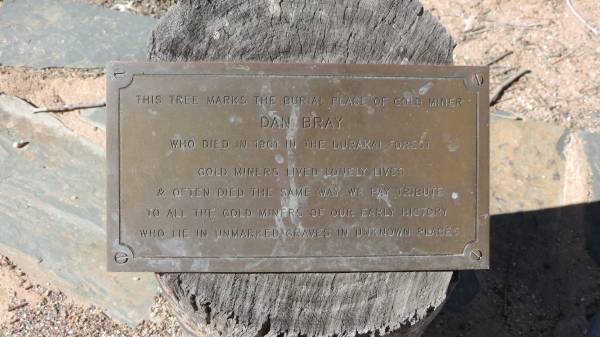 THIS TREE MARKS THE BURIAL PLACE OF GOLD MINER
DAN BRAY
WHO DIED IN IN THE FOREST
GOLD MINERS LIVED LONELY LIVES
& OFTEN DIED THE SAME WAY WE PAY TRIBUTE
TO ALL THE GOLD MINERS OF OUR EARLY HISTORY
WHO LIE IN UNMARKED GRAVES IN UNKNOWN PLACES